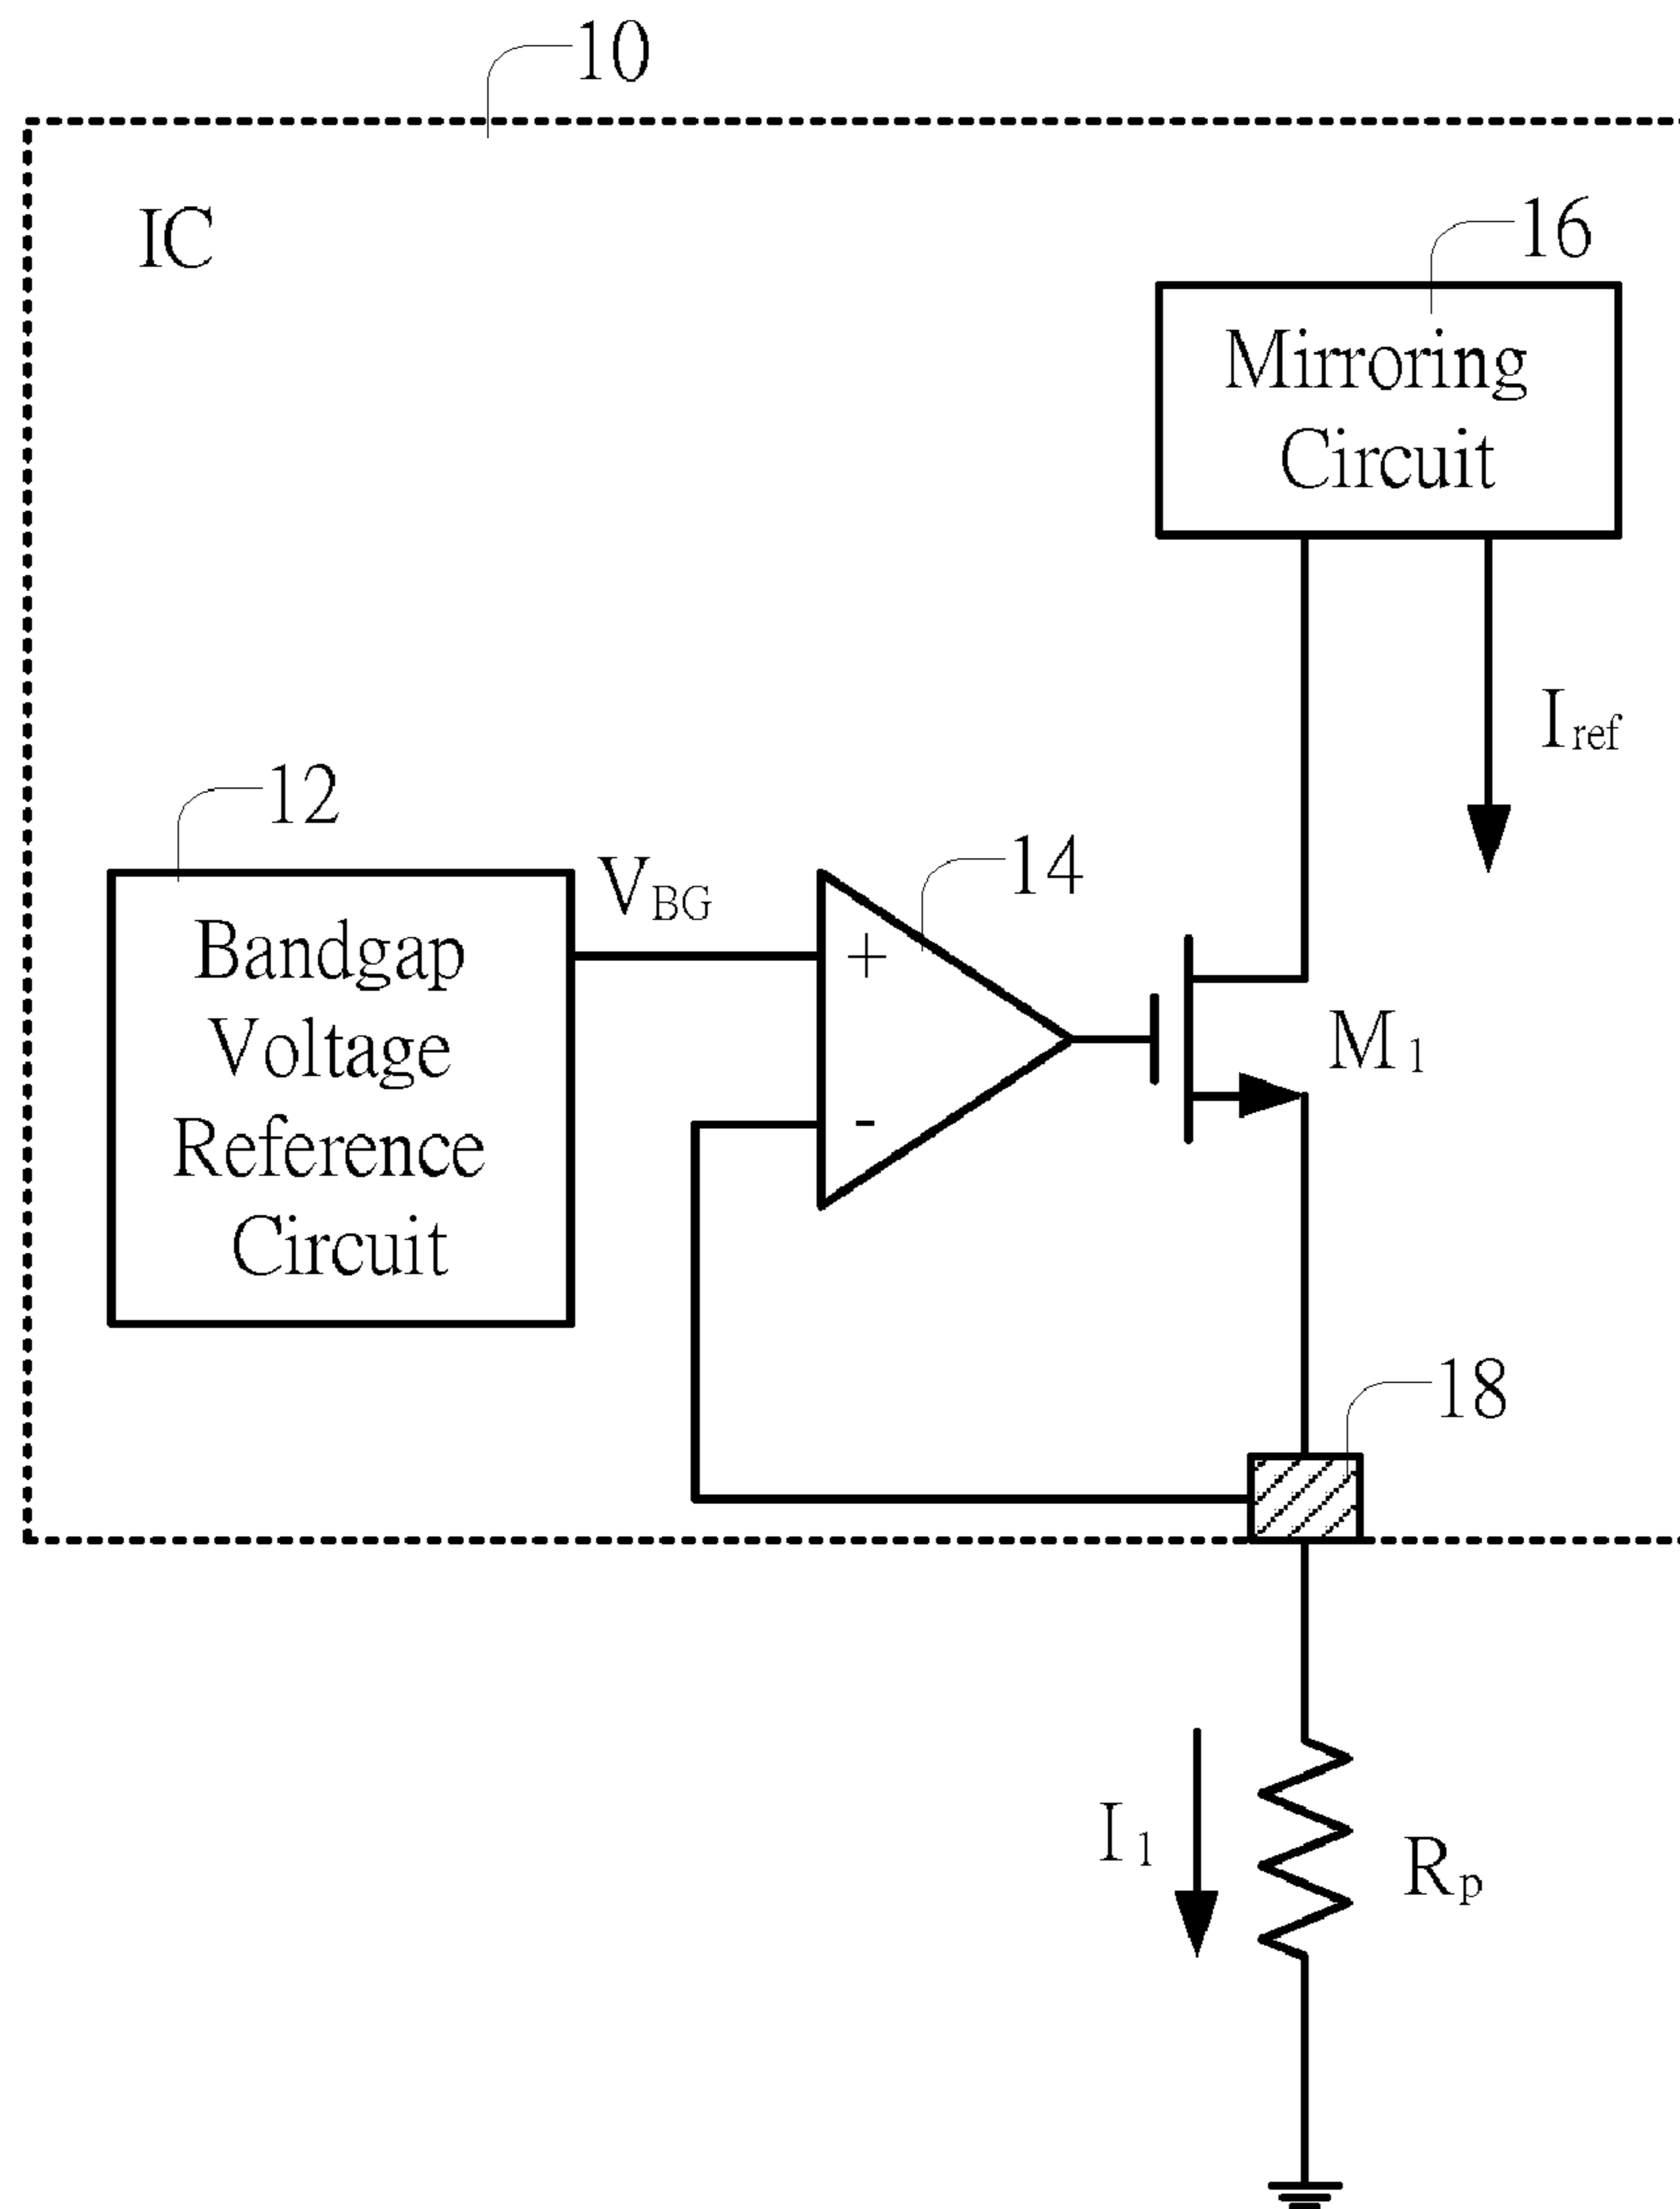 10
IC
16
Mirroring
Circuit
Iref
12
VBG
14
+
Bandgap
Voltage
Reference
Circuit
M1
-
18
I1
Rp